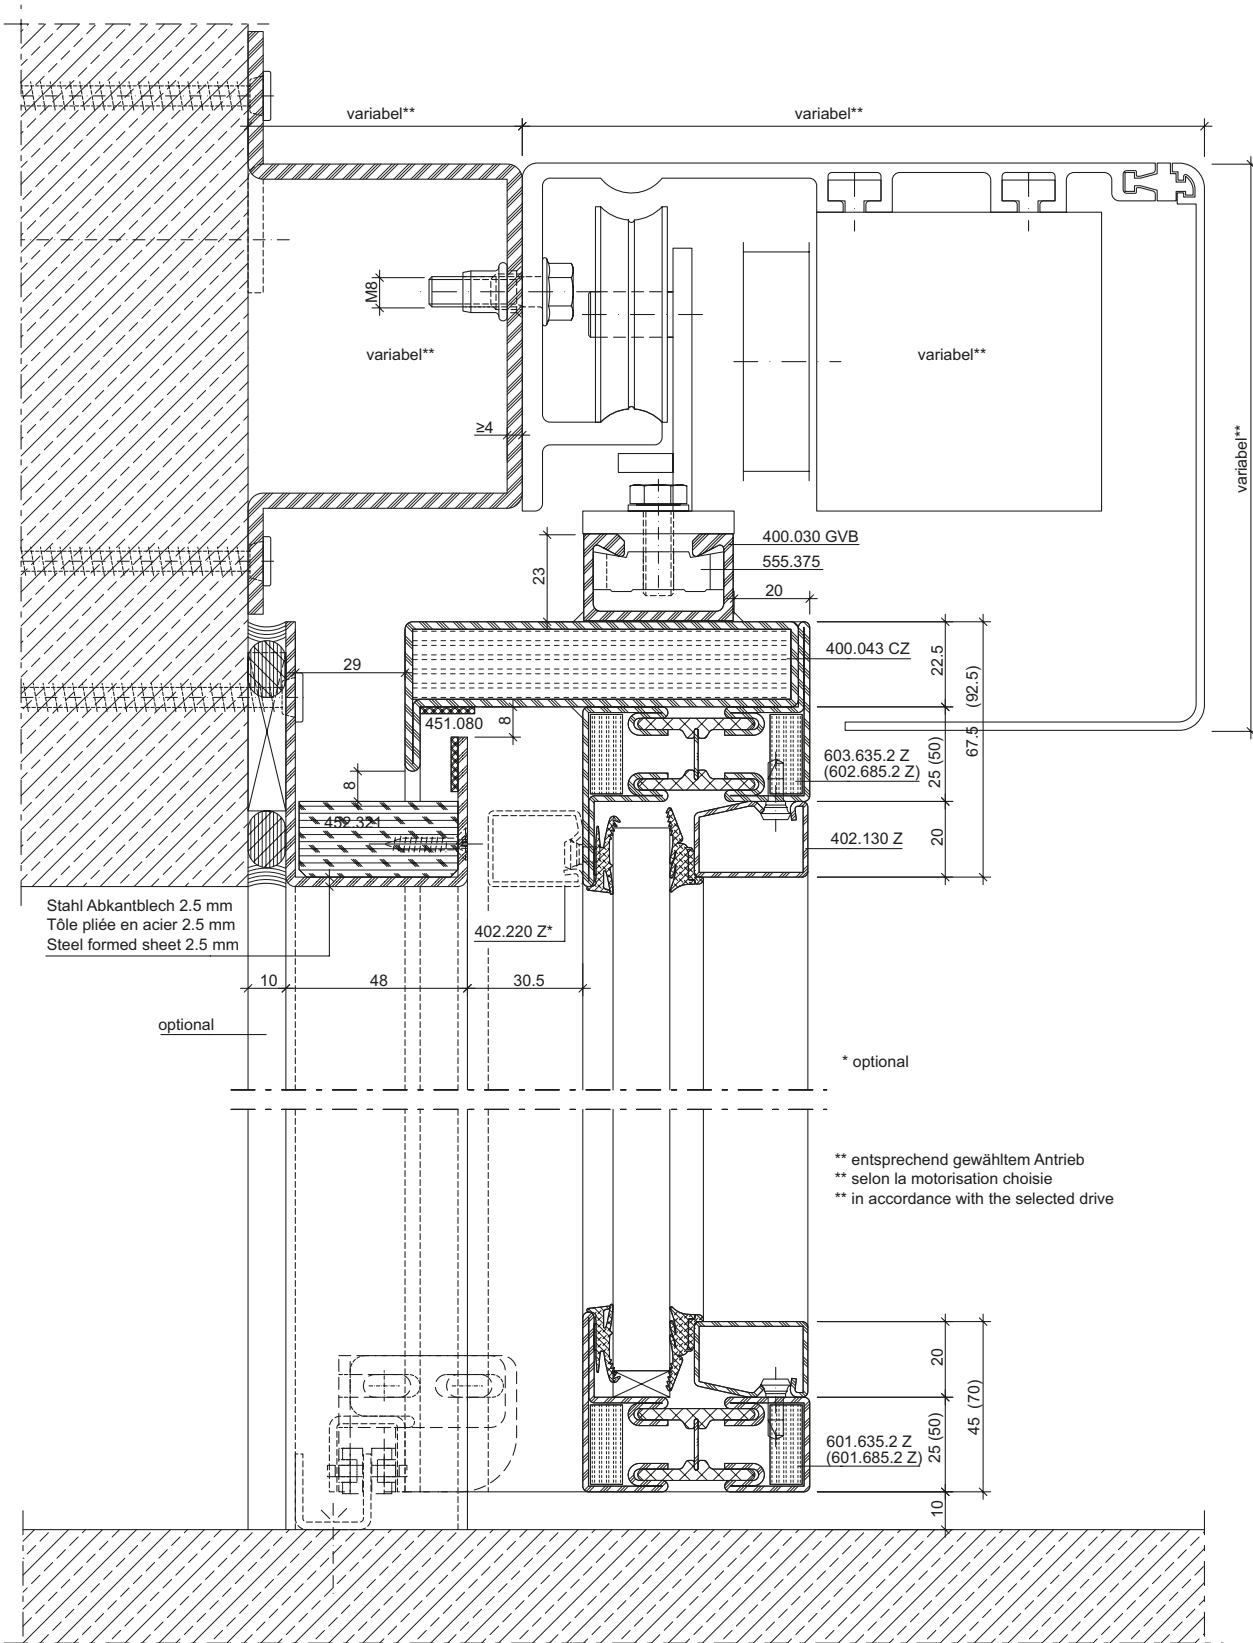 variabel**
variabel**
M8
variabel**
variabel**
variabel**
≥4
400.030 GVB
555.375
23
20
29
400.043 CZ
22.5
(92.5)
67.5
451.080
8
603.635.2 Z
(602.685.2 Z)
25 (50)
8
452.321
402.130 Z
20
Stahl Abkantblech 2.5 mm
Tôle pliée en acier 2.5 mm
Steel formed sheet 2.5 mm
402.220 Z*
10
48
30.5
optional
* optional
** entsprechend gewähltem Antrieb
** selon la motorisation choisie
** in accordance with the selected drive
20
45 (70)
601.635.2 Z
(601.685.2 Z)
25 (50)
10